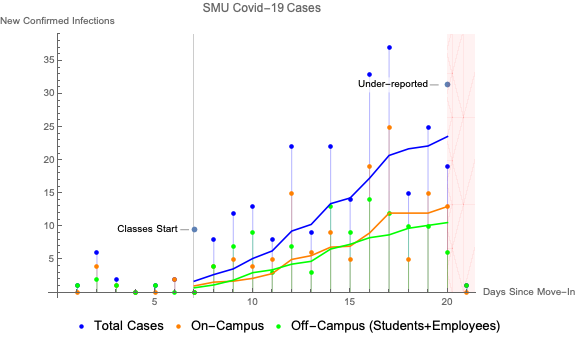 SMU Covid-19 Cases
New Confirmed Infections
35
30
25
20
15
10
5
Under-reported
Classes Start
5
10
15
20
Days Since Move-In
Total Cases
On-Campus
Off-Campus (Students+Employees)